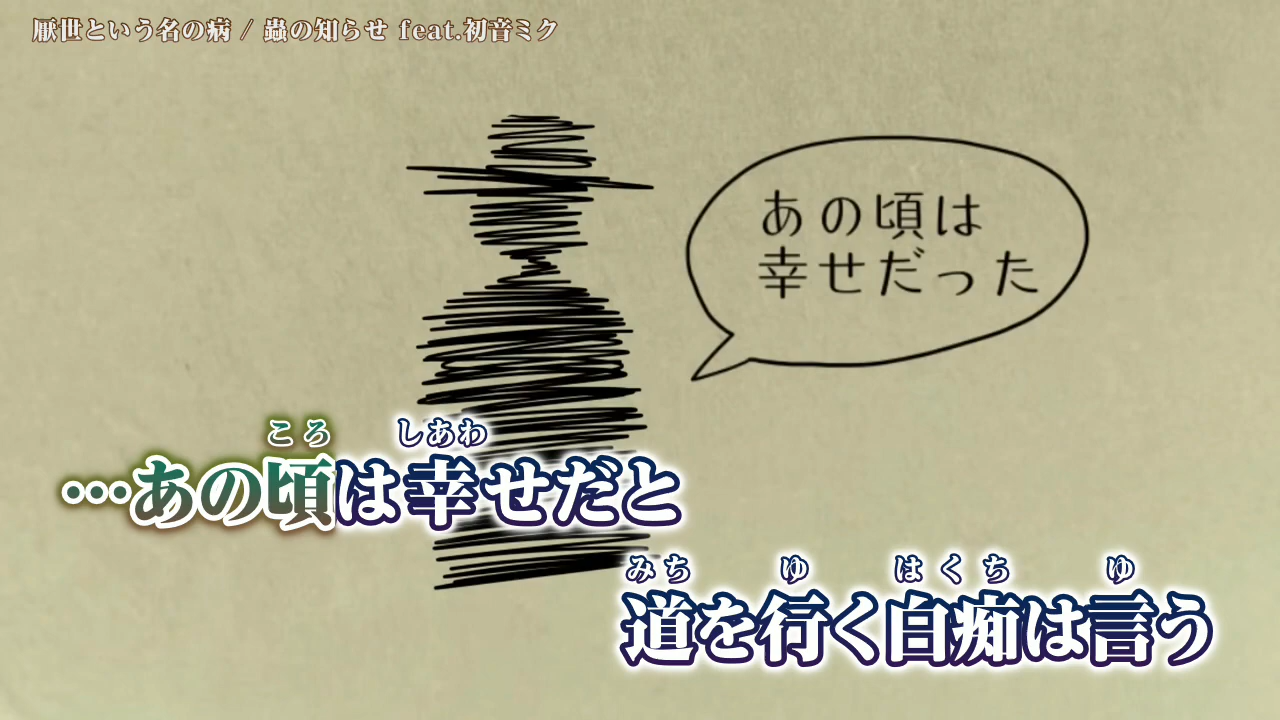 厭世という名の病 / 蟲の知らせ feat.初音ミク
あの頃は
幸せだった
ころ しあわ
…あの頃は幸せだと
みち ゆ はくち ゆ
道を行く白痴は言う